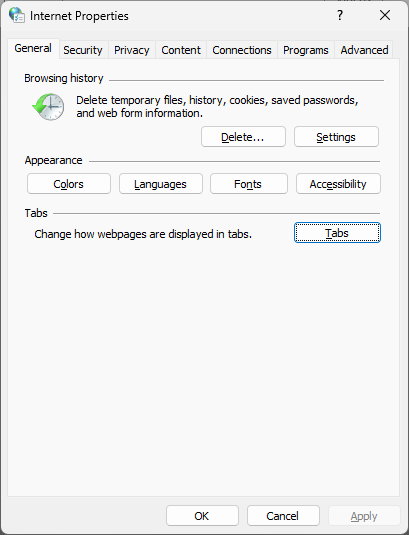 Internet Properties
?
General Security Privacy Content Connections Programs Advanced
Browsing history
Delete temporary files, history, cookies, saved passwords,
and web form information.
Delete... Settings
Appearance
Colors Languages Fonts Accessibility
Tabs
Change how webpages are displayed in tabs. Tabs
OK Cancel Apply